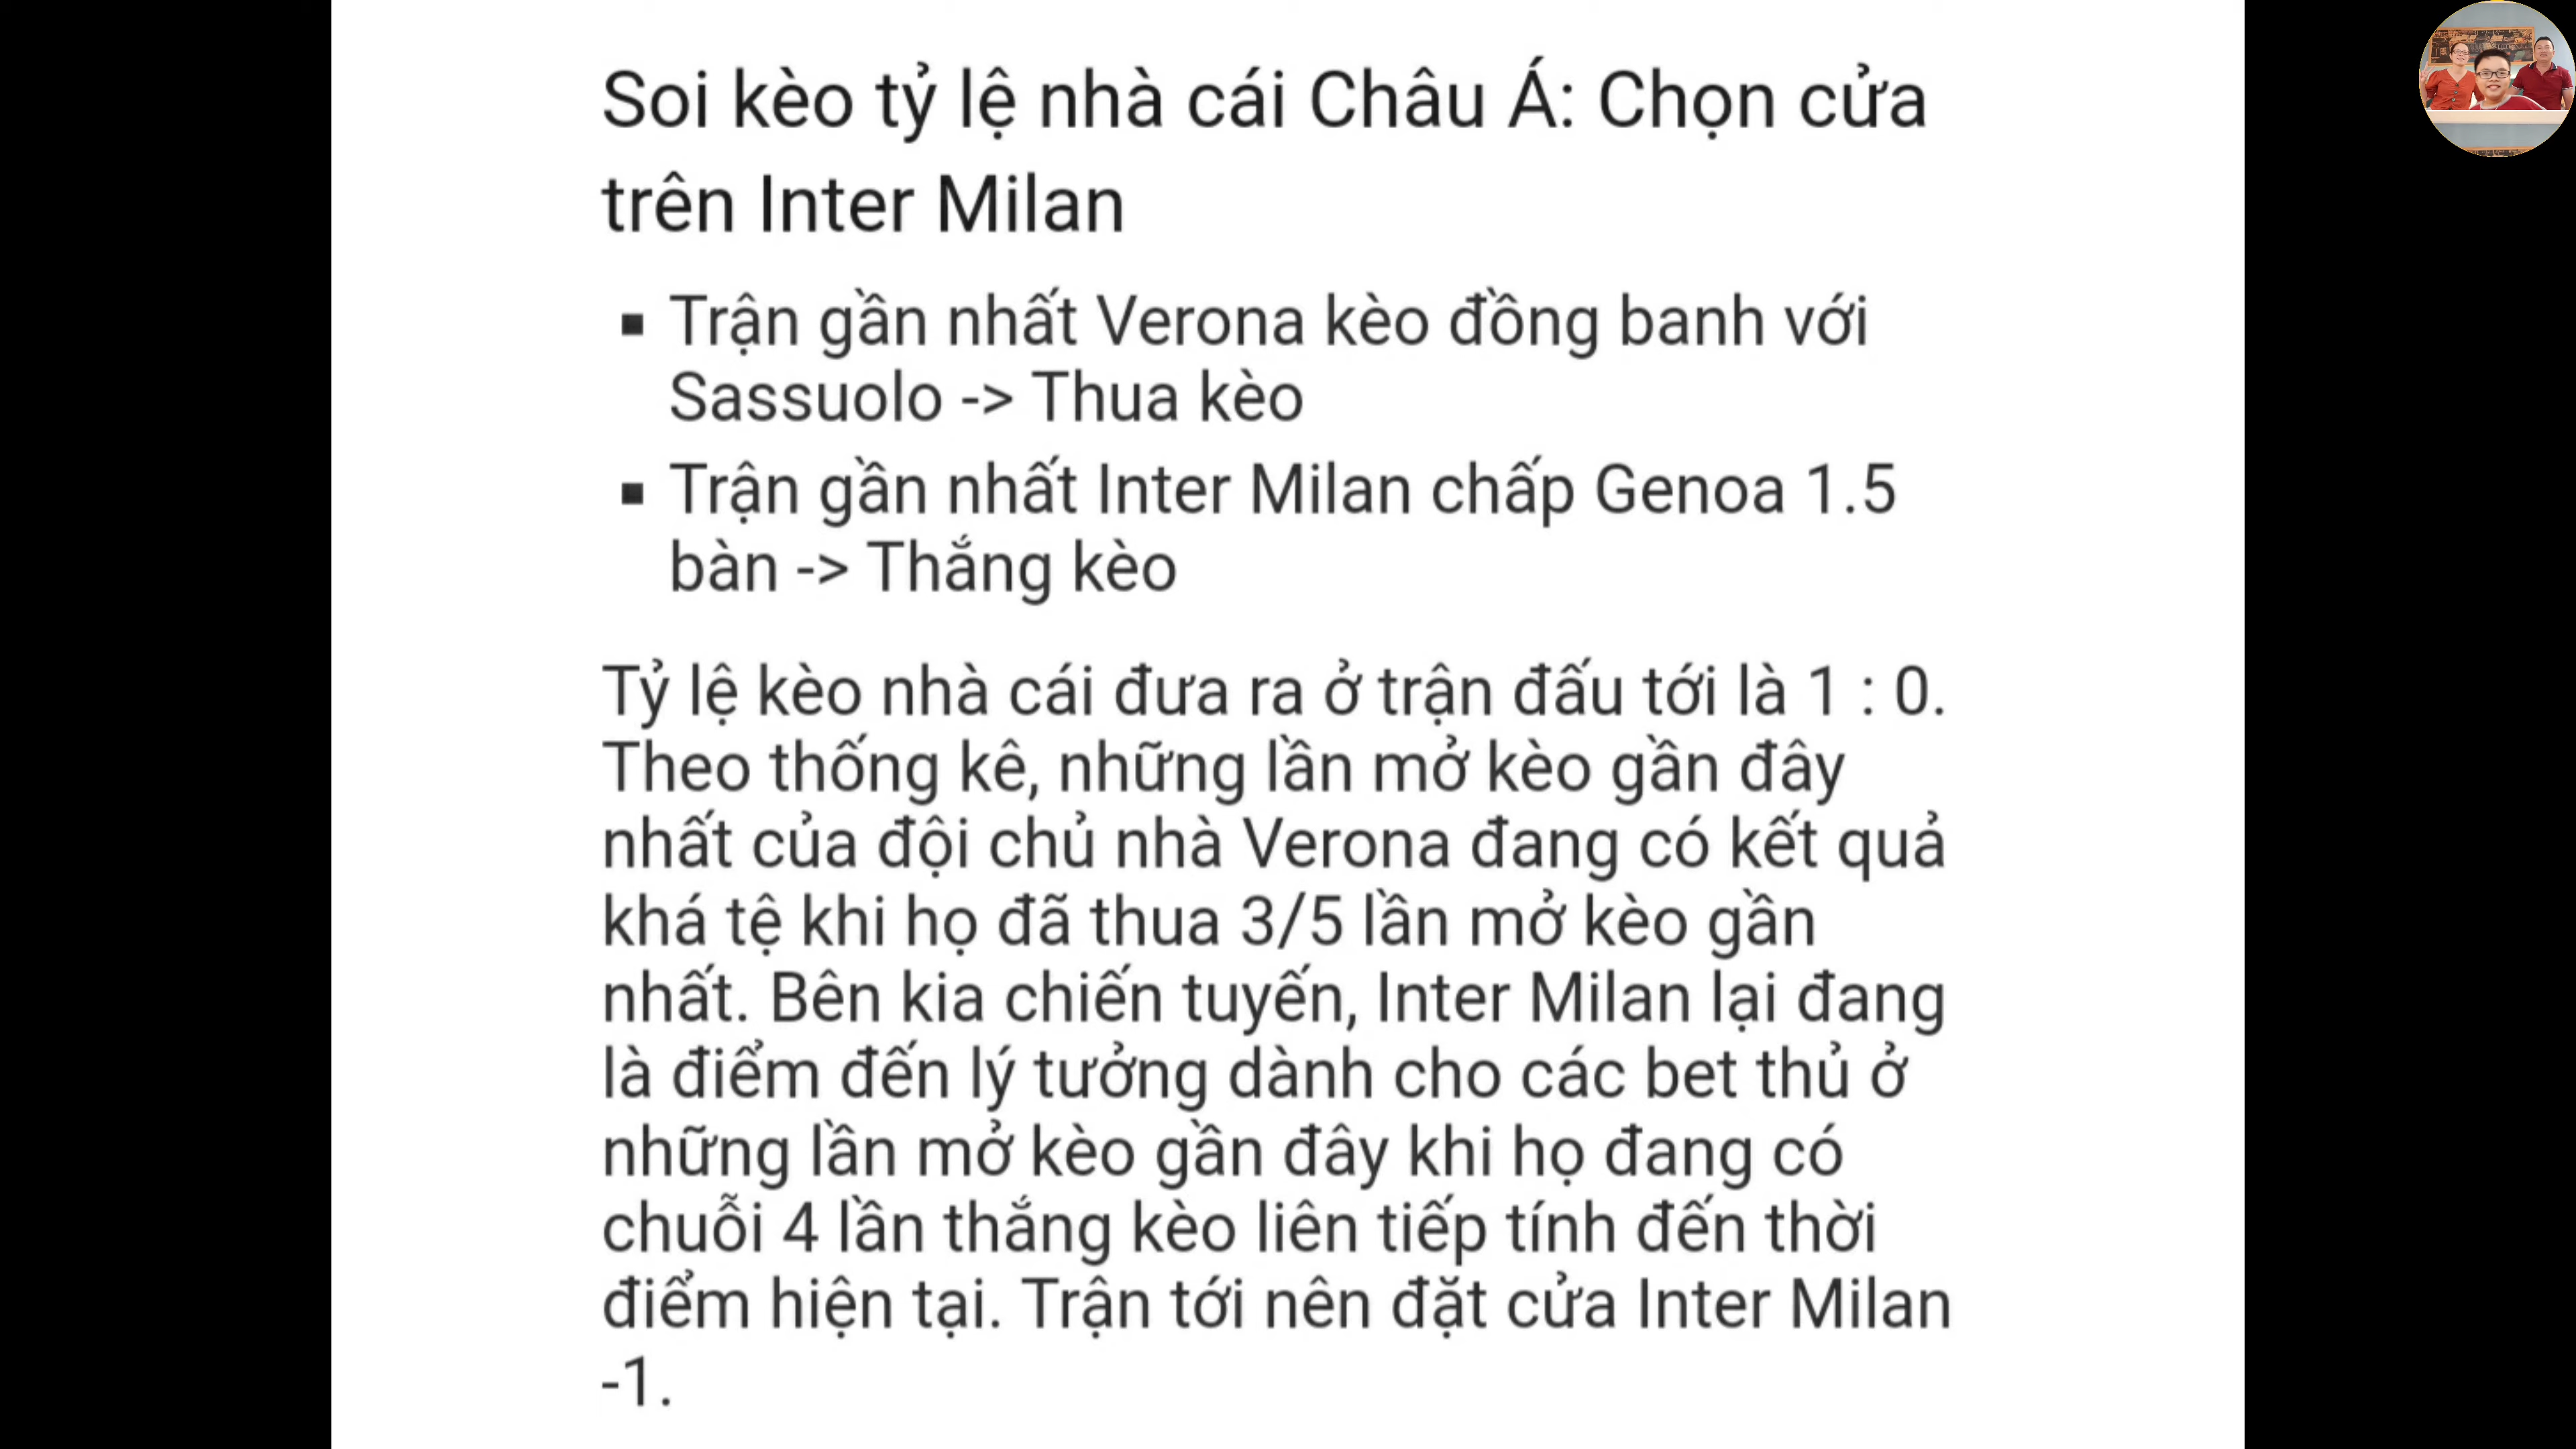 Soi kèo tỷ lệ nhà cái Châu Á: Chọn cửa
trên Inter Milan
▪ Trận gần nhất Verona kèo đồng banh với
Sassuolo -> Thua kèo
▪ Trận gần nhất Inter Milan chấp Genoa 1.5
bàn -> Thắng kèo
Tỷ lệ kèo nhà cái đưa ra ở trận đấu tới là 1 : 0.
Theo thống kê, những lần mở kèo gần đây
nhất của đội chủ nhà Verona đang có kết quả
khá tệ khi họ đã thua 3/5 lần mở kèo gần
nhất. Bên kia chiến tuyến, Inter Milan lại đang
là điểm đến lý tưởng dành cho các bet thủ ở
những lần mở kèo gần đây khi họ đang có
chuỗi 4 lần thắng kèo liên tiếp tính đến thời
điểm hiện tại. Trận tới nên đặt cửa Inter Milan
-1.